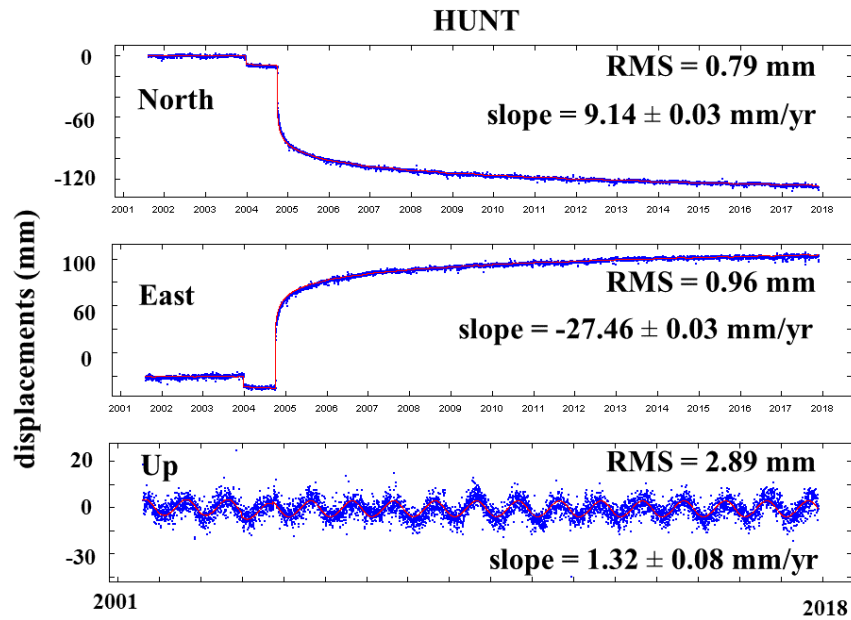 HUNT
displacements (mm)
0
-60
-120
North
RMS = 0.79 mm
slope = 9.14 ± 0.03 mm/yr
2001 2002 2003 2004 2005 2006 2007 2008 2009 2010 2011 2012 2013 2014 2015 2016 2017 2018
100
60
0
East
RMS = 0.96 mm
slope = -27.46 ± 0.03 mm/yr
2001 2002 2003 2004 2005 2006 2007 2008 2009 2010 2011 2012 2013 2014 2015 2016 2017 2018
20
0
-30
Up
RMS = 2.89 mm
slope = 1.32 ± 0.08 mm/yr
2001 2018